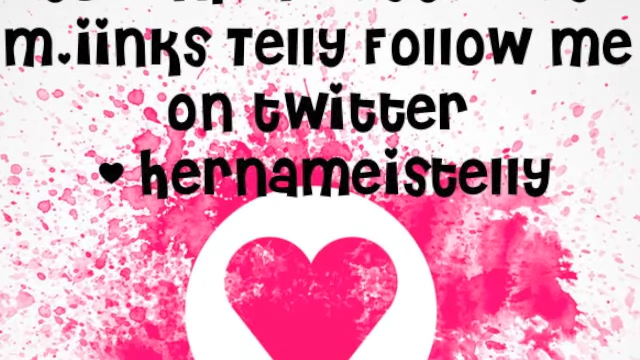 m.iinks Telly Follow me
on twitter
♥ hernameistelly